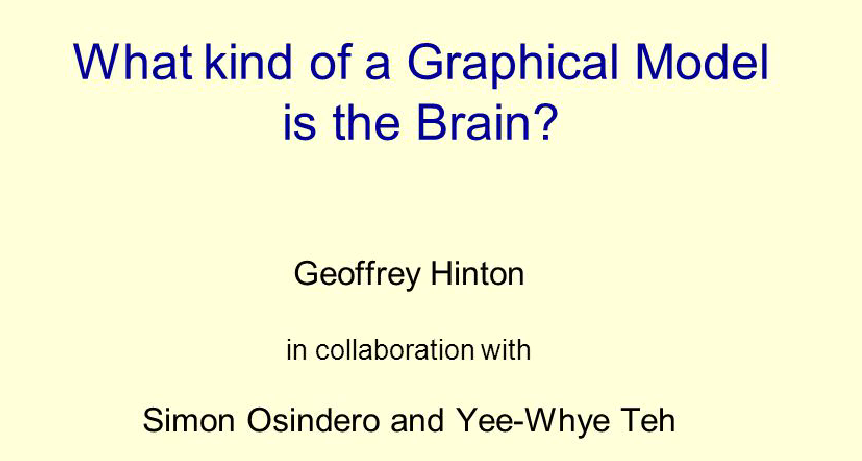 What kind of a Graphical Model
is the Brain?
Geoffrey Hinton
in collaboration with
Simon Osindero and Yee-Whye Teh